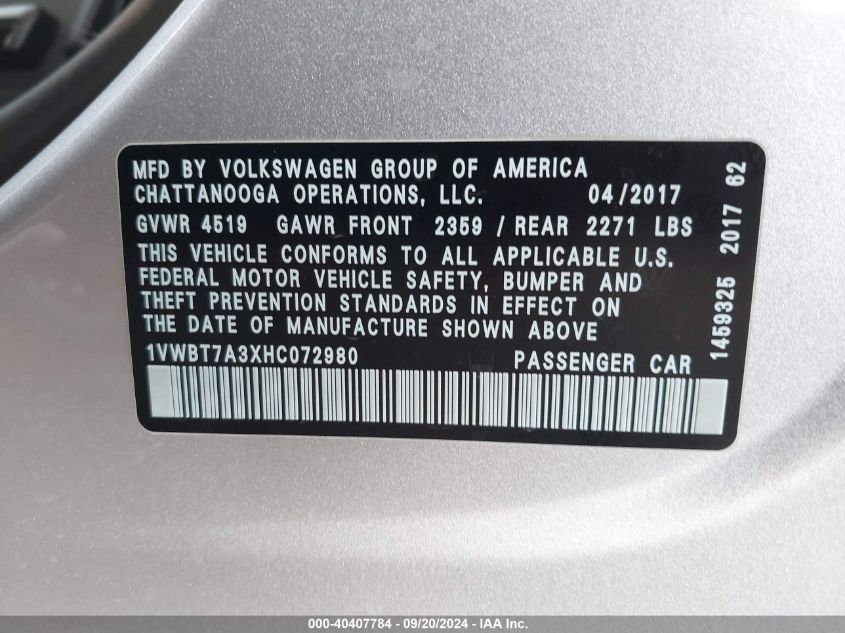 MFD BY VOLKSWAGEN GROUP OF AMERICA
CHATTANOOGA OPERATIONS, LLC. 04/2017
GVWR 4519 GAWR FRONT 2359 / REAR 2271 LBS
THIS VEHICLE CONFORMS TO ALL APPLICABLE U.S.
FEDERAL MOTOR VEHICLE SAFETY, BUMPER AND
THEFT PREVENTION STANDARDS IN EFFECT ON
THE DATE OF MANUFACTURE SHOWN ABOVE
1VWBT7A3XHC072980 PASSENGER CAR
1459325 2017 62
000-40407784 - 09/20/2024 - IAA Inc.